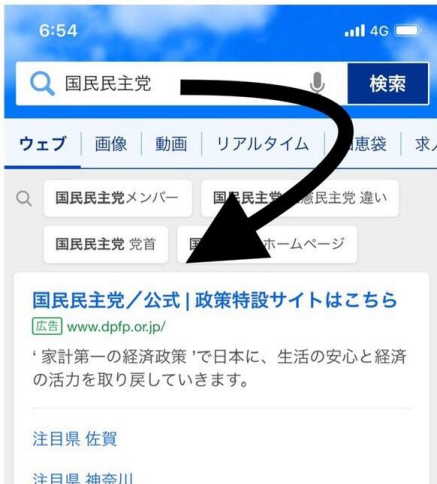 6:54
4G
国民民主党
検索
ウェブ
画像
動画
リアルタイム
恵袋
求
国民民主党メンバー
国民民主党 民主党 違い
国民民主党 党首
ホームページ
国民民主党／公式 | 政策特設サイトはこちら
広告 www.dpfp.or.jp/
‘ 家計第一の経済政策 ’で日本に、生活の安心と経済
の活力を取り戻していきます。
注目県 佐賀
注目県 神奈川